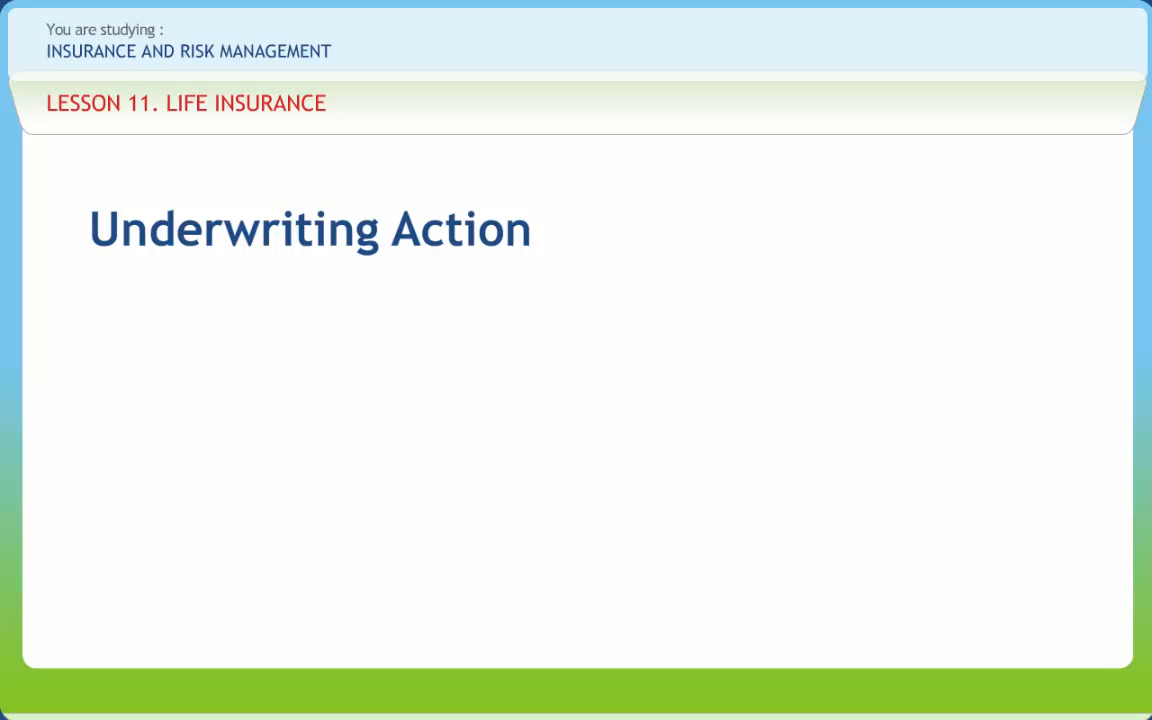 You are studying :
INSURANCE AND RISK MANAGEMENT
LESSON 11. LIFE INSURANCE
Underwriting Action